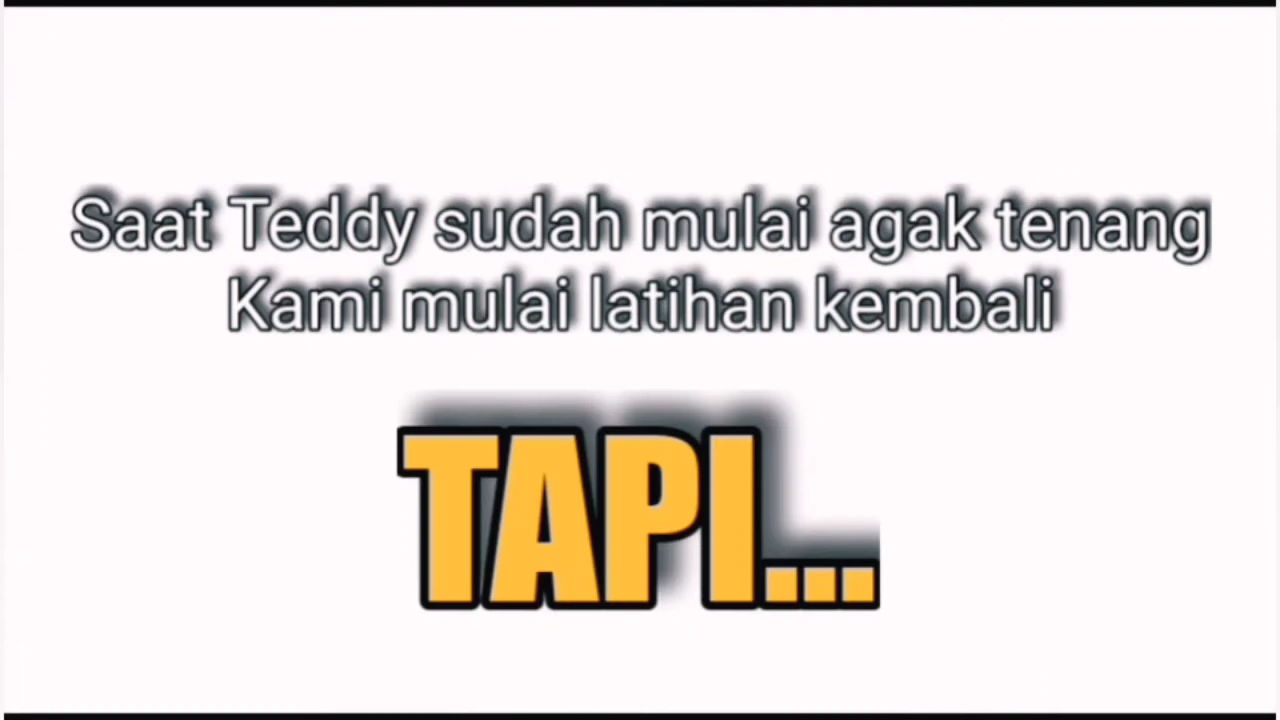 Saat Teddy sudah mulai agak tenang
Kami mulai latihan kembali
TAPI...